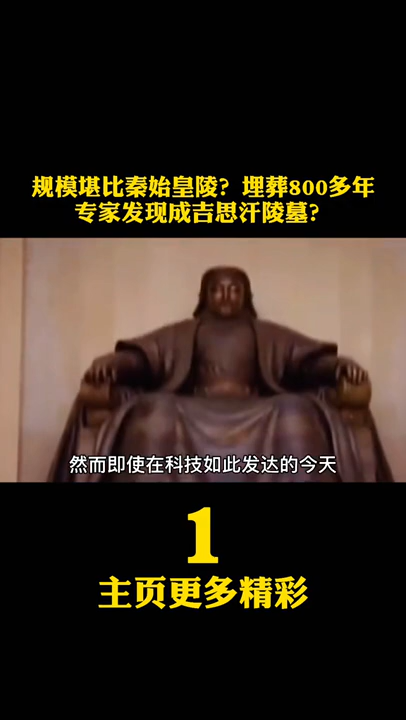 规模堪比秦始皇陵？埋葬800多年
专家发现成吉思汗陵墓？
然而即使在科技如此发达的今天
1
主页更多精彩